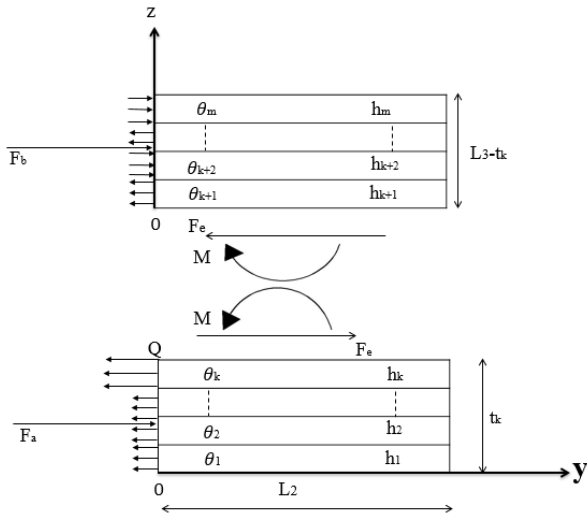 z
θm hm
Fb L3-tk
θk+2 hk+2
θk+1 hk+1
0
Fe
M
M
Fe
Q
θk hk
tk
Fa θ2 h2
θ1 h1
y
0 L2